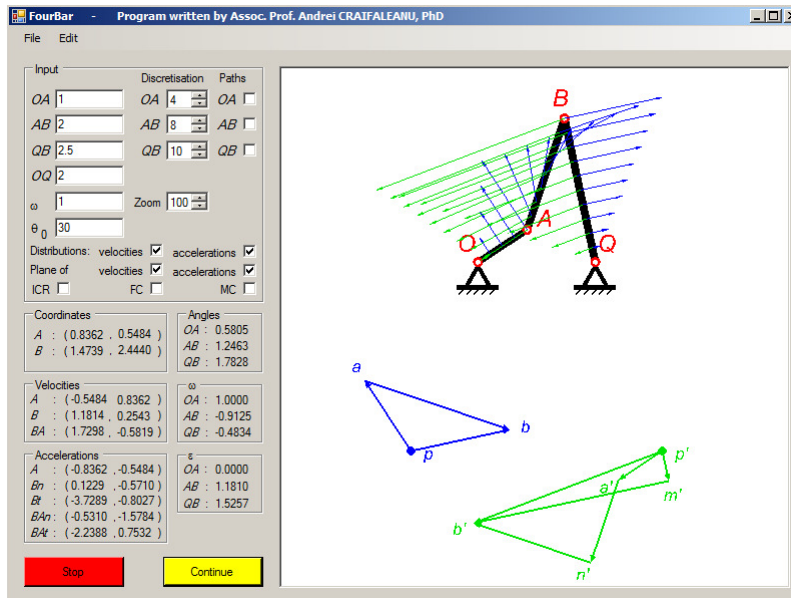 FourBar - Program written by Assoc. Prof. Andrei CRAIFALEANU, PhD
File Edit
Input
Discretisation Paths
OA 1 OA 4 OA
AB 2 AB 8 AB
QB 2.5 QB 10 QB
OQ 2
ω 1 Zoom 100
θ 0 30
Distributions: velocities accelerations
Plane of velocities accelerations
ICR FC MC
Coordinates
A : ( 0.8362 , 0.5484 )
B : ( 1.4739 , 2.4440 )
Angles
OA : 0.5805
AB : 1.2463
QB : 1.7828
Velocities
A : (-0.5484 0.8362 )
B : ( 1.1814 , 0.2543 )
BA : ( 1.7298 , -0.5819 )
ω
OA : 1.0000
AB : -0.9125
QB : -0.4834
Accelerations
A : (-0.8362 ,-0.5484 )
Bn : ( 0.1229 ,-0.5710 )
Bt : (-3.7289 ,-0.8027 )
BAn : (-0.5310 ,-1.5784 )
BAt : (-2.2388 , 0.7532 )
ε
OA : 0.0000
AB : 1.1810
QB : 1.5257
Stop Continue
B
A
O
Q
a
b
p
p'
a'
m'
b'
n'